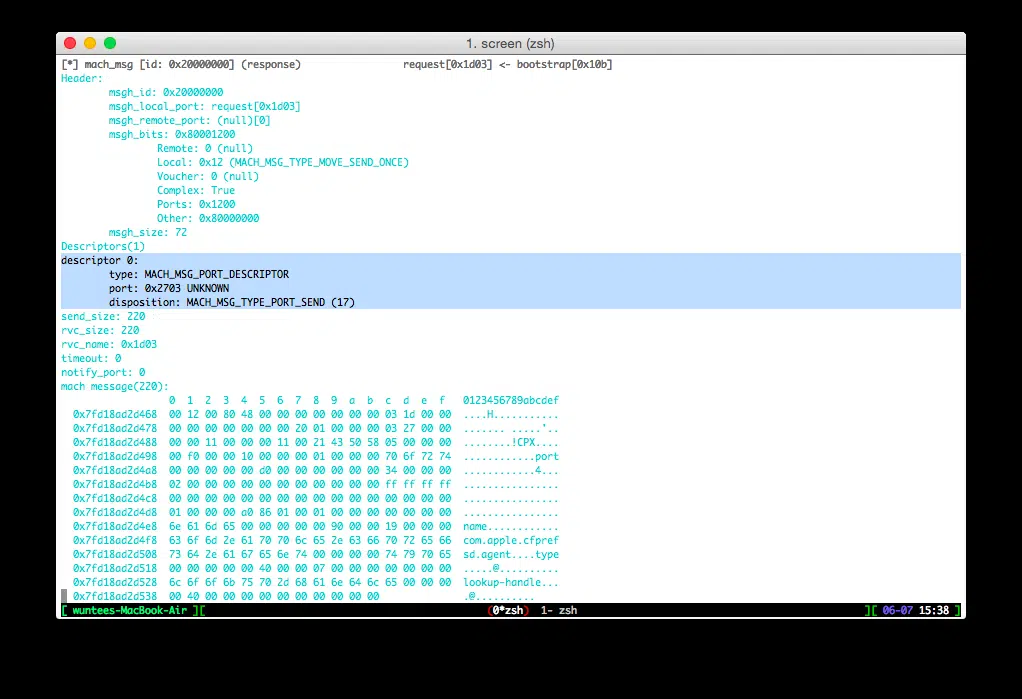 1. screen (zsh)
[*] mach_msg [id: 0x20000000] (response) request[0x1d03] <- bootstrap[0x10b]
Header:
msgh_id: 0x20000000
msgh_local_port: request[0x1d03]
msgh_remote_port: (null)[0]
msgh_bits: 0x80001200
Remote: 0 (null)
Local: 0x12 (MACH_MSG_TYPE_MOVE_SEND_ONCE)
Voucher: 0 (null)
Complex: True
Ports: 0x1200
Other: 0x80000000
msgh_size: 72
Descriptors(1)
descriptor 0:
type: MACH_MSG_PORT_DESCRIPTOR
port: 0x2703 UNKNOWN
disposition: MACH_MSG_TYPE_PORT_SEND (17)
send_size: 220
rvc_size: 220
rvc_name: 0x1d03
timeout: 0
notify_port: 0
mach message(220):
0 1 2 3 4 5 6 7 8 9 a b c d e f 0123456789abcdef
0x7fd18ad2d468 00 12 00 80 48 00 00 00 00 00 00 00 03 1d 00 00 ....H...........
0x7fd18ad2d478 00 00 00 00 00 00 00 20 01 00 00 00 03 27 00 00 ....... .....'..
0x7fd18ad2d488 00 00 11 00 00 00 11 00 21 43 50 58 05 00 00 00 ........!CPX....
0x7fd18ad2d498 00 f0 00 00 10 00 00 00 01 00 00 00 70 6f 72 74 ............port
0x7fd18ad2d4a8 00 00 00 00 00 d0 00 00 00 00 00 00 34 00 00 00 ............4...
0x7fd18ad2d4b8 02 00 00 00 00 00 00 00 00 00 00 00 ff ff ff ff ................
0x7fd18ad2d4c8 00 00 00 00 00 00 00 00 00 00 00 00 00 00 00 00 ................
0x7fd18ad2d4d8 01 00 00 00 a0 86 01 00 01 00 00 00 00 00 00 00 ................
0x7fd18ad2d4e8 6e 61 6d 65 00 00 00 00 00 90 00 00 19 00 00 00 name............
0x7fd18ad2d4f8 63 6f 6d 2e 61 70 70 6c 65 2e 63 66 70 72 65 66 com.apple.cfpref
0x7fd18ad2d508 73 64 2e 61 67 65 6e 74 00 00 00 00 74 79 70 65 sd.agent....type
0x7fd18ad2d518 00 00 00 00 00 40 00 00 07 00 00 00 00 00 00 00 .....@..........
0x7fd18ad2d528 6c 6f 6f 6b 75 70 2d 68 61 6e 64 6c 65 00 00 00 lookup-handle...
0x7fd18ad2d538 00 40 00 00 00 00 00 00 00 00 00 00 .@..........
[ wuntees-MacBook-Air ][ (0*zsh) 1- zsh ][ 06-07 15:38 ]